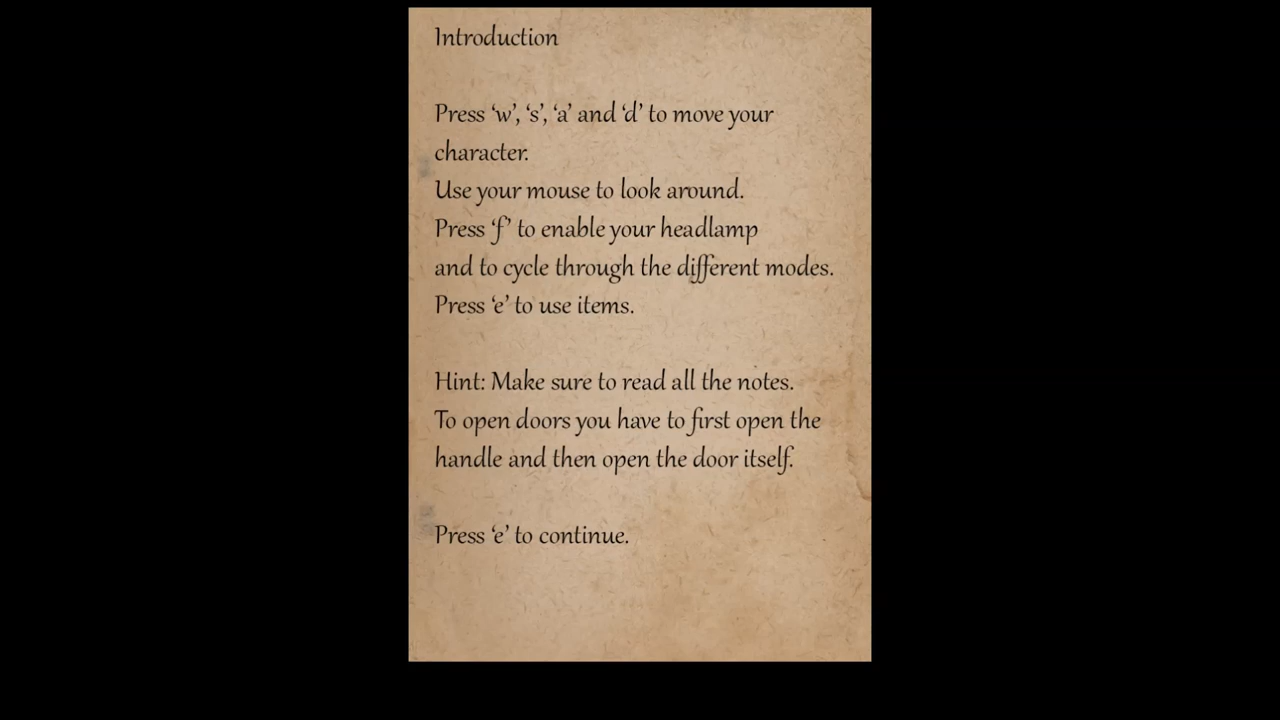 Introduction
Press ‘w’, ‘s’, ‘a’ and ‘d’ to move your
character.
Use your mouse to look around.
Press ‘f’ to enable your headlamp
and to cycle through the different modes.
Press ‘e’ to use items.
Hint: Make sure to read all the notes.
To open doors you have to first open the
handle and then open the door itself.
Press ‘e’ to continue.